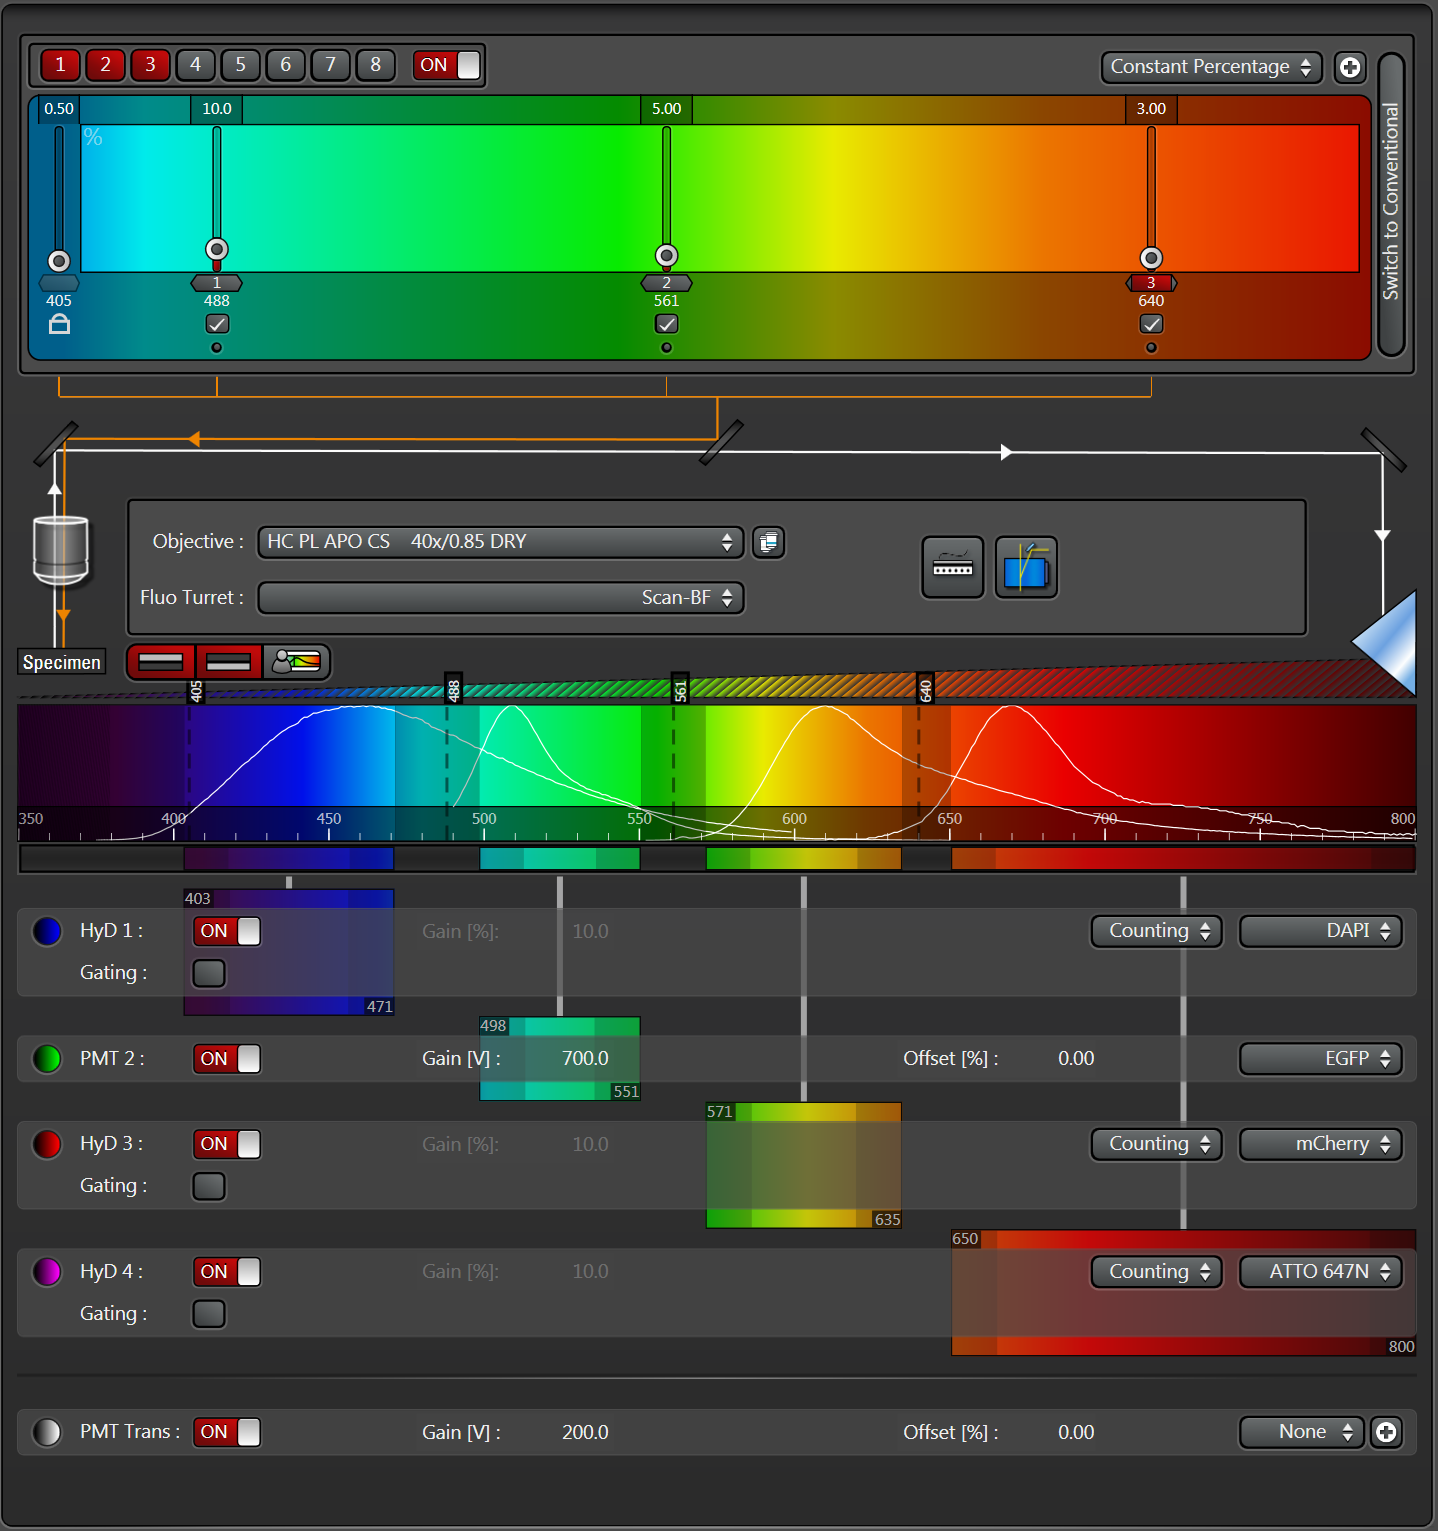 1 2 3 4 5 6 7 8 ON Constant Percentage
0.50 10.0 5.00 3.00
%
Switch to Conventional
1 2 3
405 488 561 640
Objective : HC PL APO CS 40x/0.85 DRY
Fluo Turret : Scan-BF
Specimen
405 488 561 640
350 400 450 500 550 600 650 700 750 800
403
HyD 1 : ON Gain [%]: 10.0 Counting DAPI
Gating :
471
498
PMT 2 : ON Gain [V] : 700.0 Offset [%] : 0.00 EGFP
551
571
HyD 3 : ON Gain [%]: 10.0 Counting mCherry
Gating :
635
650
HyD 4 : ON Gain [%]: 10.0 Counting ATTO 647N
Gating :
800
PMT Trans : ON Gain [V] : 200.0 Offset [%] : 0.00 None